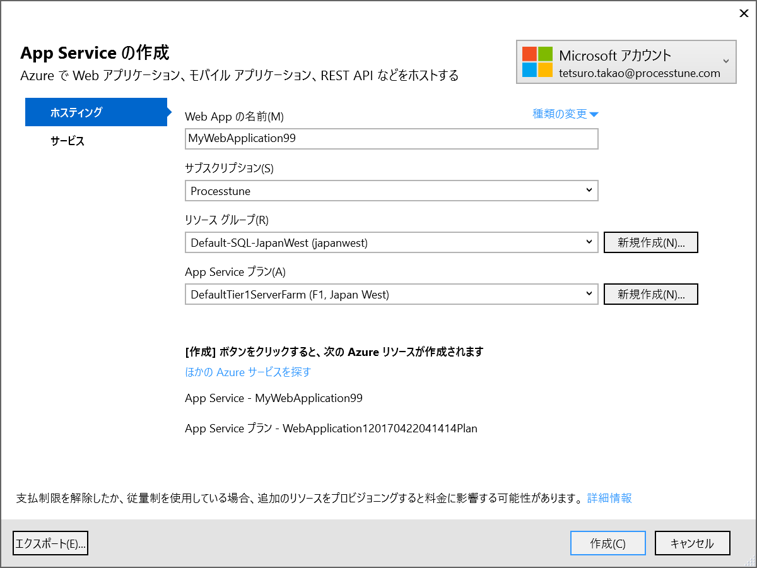 App Service の作成
Azure で Web アプリケーション、モバイル アプリケーション、REST API などをホストする
Microsoft アカウント
tetsuro.takao@processtune.com
ホスティング
サービス
Web App の名前(M)
種類の変更
MyWebApplication99
サブスクリプション(S)
Processtune
リソース グループ(R)
Default-SQL-JapanWest (japanwest)
新規作成(N)...
App Service プラン(A)
DefaultTier1ServerFarm (F1, Japan West)
新規作成(N)...
[作成] ボタンをクリックすると、次の Azure リソースが作成されます
ほかの Azure サービスを探す
App Service - MyWebApplication99
App Service プラン - WebApplication120170422041414Plan
支払制限を解除したか、従量制を使用している場合、追加のリソースをプロビジョニングすると料金に影響する可能性があります。 詳細情報
エクスポート(E)...
作成(C)
キャンセル